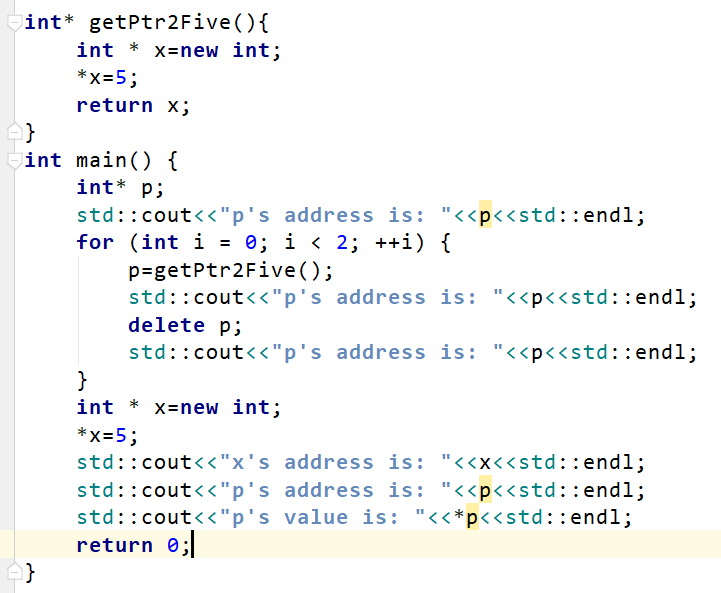 int* getPtr2Five(){
    int * x=new int;
    *x=5;
    return x;
}
int main() {
    int* p;
    std::cout<<"p's address is: "<<p<<std::endl;
    for (int i = 0; i < 2; ++i) {
        p=getPtr2Five();
        std::cout<<"p's address is: "<<p<<std::endl;
        delete p;
        std::cout<<"p's address is: "<<p<<std::endl;
    }
    int * x=new int;
    *x=5;
    std::cout<<"x's address is: "<<x<<std::endl;
    std::cout<<"p's address is: "<<p<<std::endl;
    std::cout<<"p's value is: "<<*p<<std::endl;
    return 0;
}